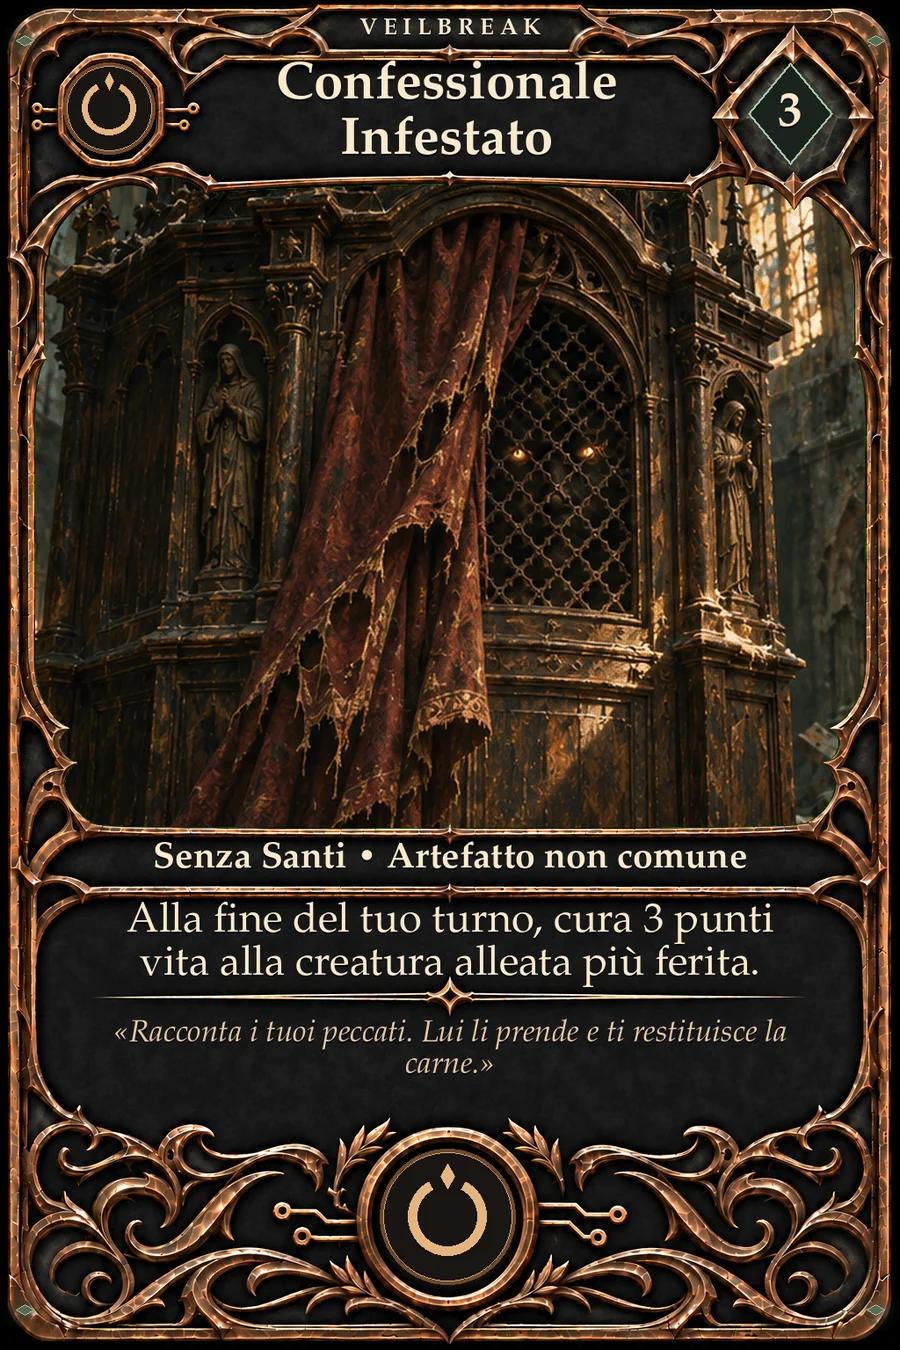 VEILBREAK
Confessionale
Infestato
3
Senza Santi • Artefatto non comune
Alla fine del tuo turno, cura 3 punti
vita alla creatura alleata più ferita.
«Racconta i tuoi peccati. Lui li prende e ti restituisce la
carne.»